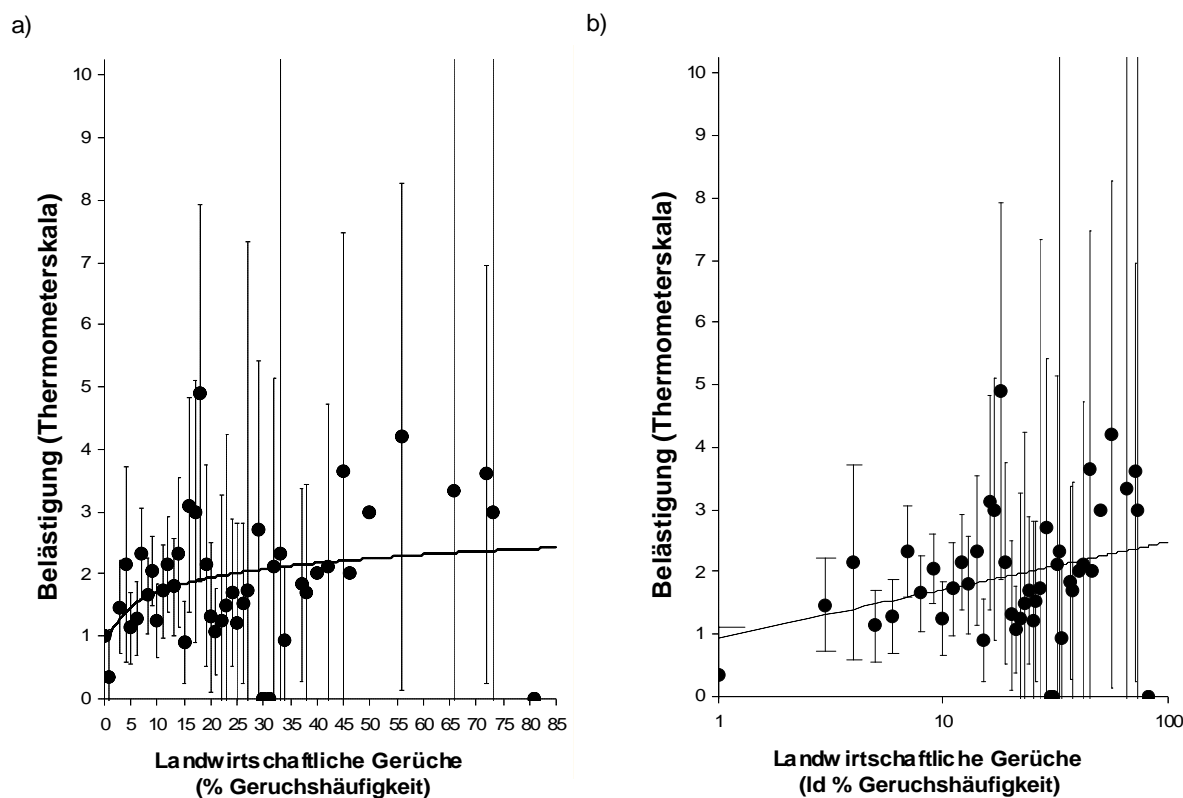 a)
10
9
8
7
6
5
4
3
2
1
0
Belästigung (Thermometerskala)
0 5 10 15 20 25 30 35 40 45 50 55 60 65 70 75 80 85
Landwirtschaftliche Gerüche
(% Geruchshäufigkeit)
b)
10
9
8
7
6
5
4
3
2
1
0
Belästigung (Thermometerskala)
1 10 100
Landwirtschaftliche Gerüche
(ld % Geruchshäufigkeit)